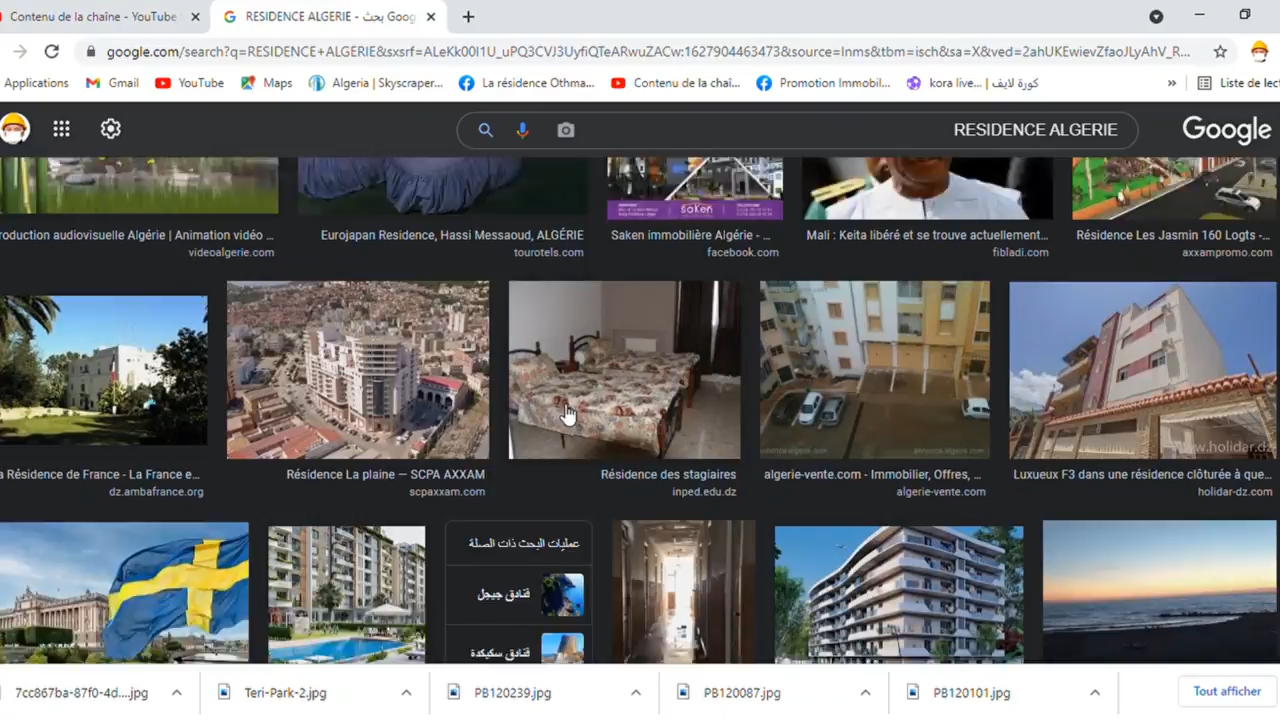 Contenu de la chaîne - YouTube
RESIDENCE ALGERIE - بحث Goog
google.com/search?q=RESIDENCE+ALGERIE&sxsrf=ALeKk00I1U_uPQ3CVJ3UyfiQTeARwuZACw:1627904463473&source=lnms&tbm=isch&sa=X&ved=2ahUKEwievZfaoJLyAhV_R...
Applications
Gmail
YouTube
Maps
Algeria | Skyscraper...
La résidence Othma...
Contenu de la chaî...
Promotion Immobil...
kora live... | كورة لايف
»
Liste de lec
RESIDENCE ALGERIE
Google
saken
roduction audiovisuelle Algérie | Animation vidéo ...
videoalgerie.com
Eurojapan Residence, Hassi Messaoud, ALGÉRIE
tourotels.com
Saken immobilière Algérie - ...
facebook.com
Mali : Keita libéré et se trouve actuellement...
fibladi.com
Résidence Les Jasmin 160 Logts -...
axxampromo.com
www.holidar.dz
a Résidence de France - La France e...
dz.ambafrance.org
Résidence La plaine — SCPA AXXAM
scpaxxam.com
Résidence des stagiaires
inped.edu.dz
algerie-vente.com - Immobilier, Offres, ...
algerie-vente.com
Luxueux F3 dans une résidence clôturée à que...
holidar-dz.com
عمليات البحث ذات الصلة
فنادق جيجل
فنادق سكيكدة
7cc867ba-87f0-4d....jpg
Teri-Park-2.jpg
PB120239.jpg
PB120087.jpg
PB120101.jpg
Tout afficher